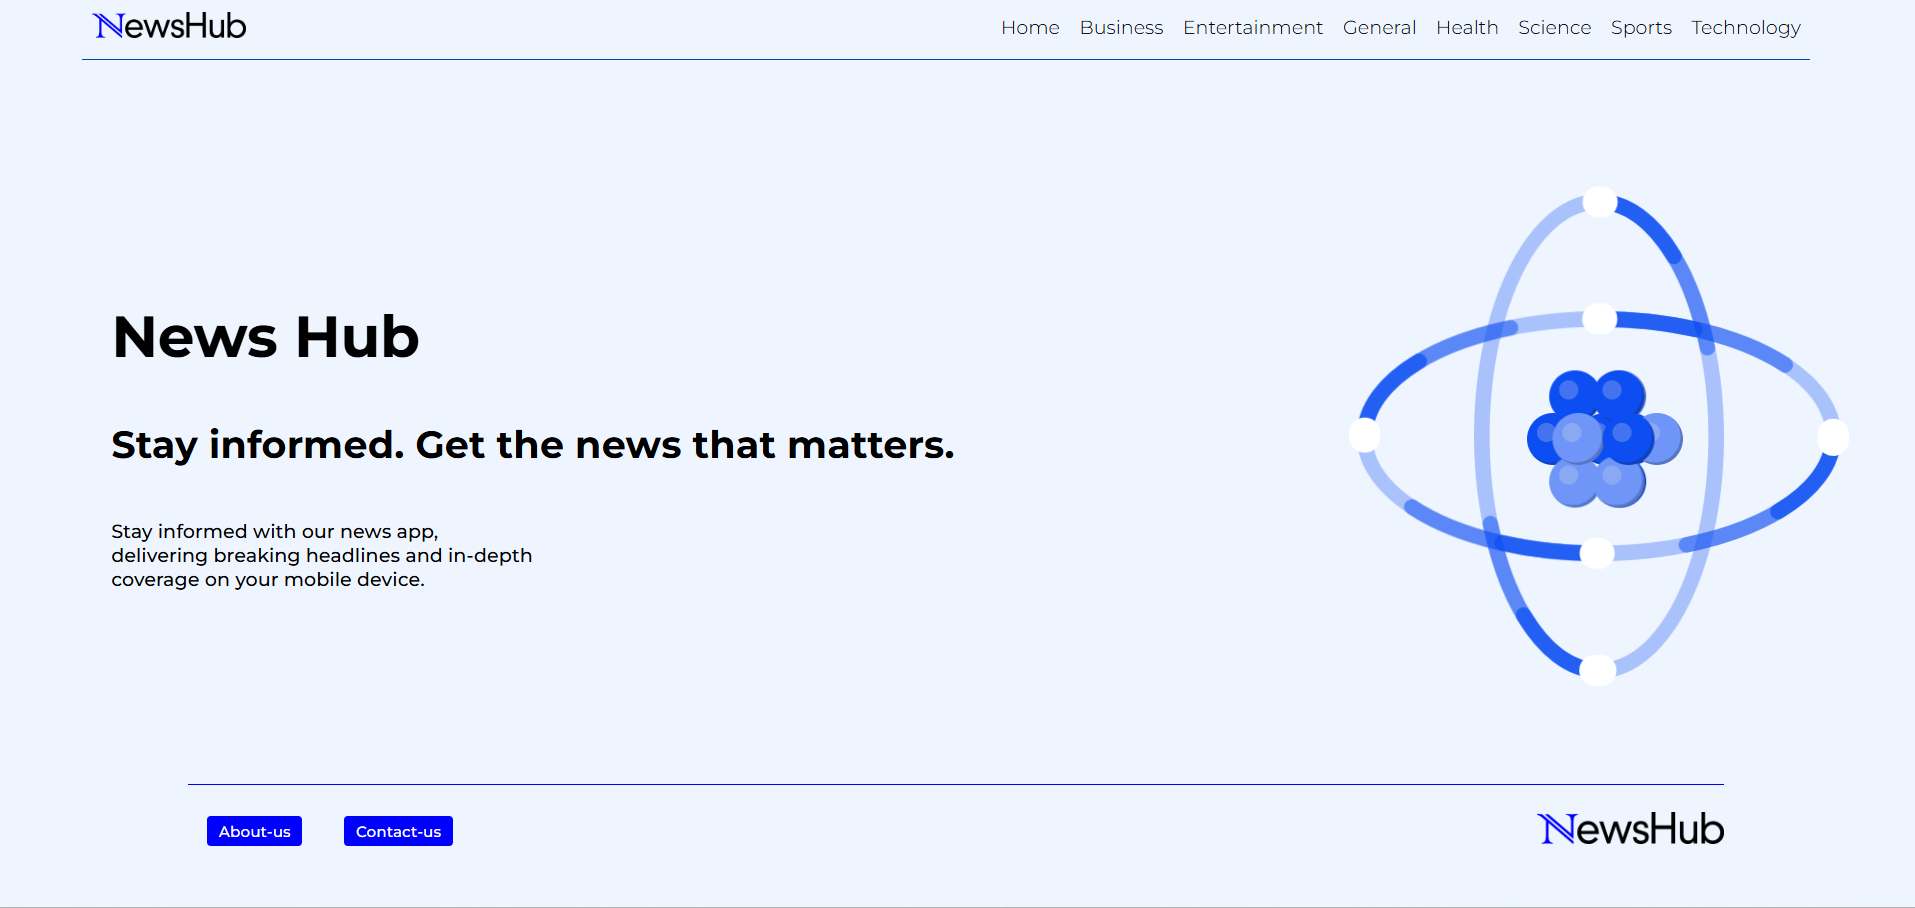 NewsHub
Home Business Entertainment General Health Science Sports Technology
News Hub
Stay informed. Get the news that matters.
Stay informed with our news app,
delivering breaking headlines and in-depth
coverage on your mobile device.
About-us Contact-us
NewsHub